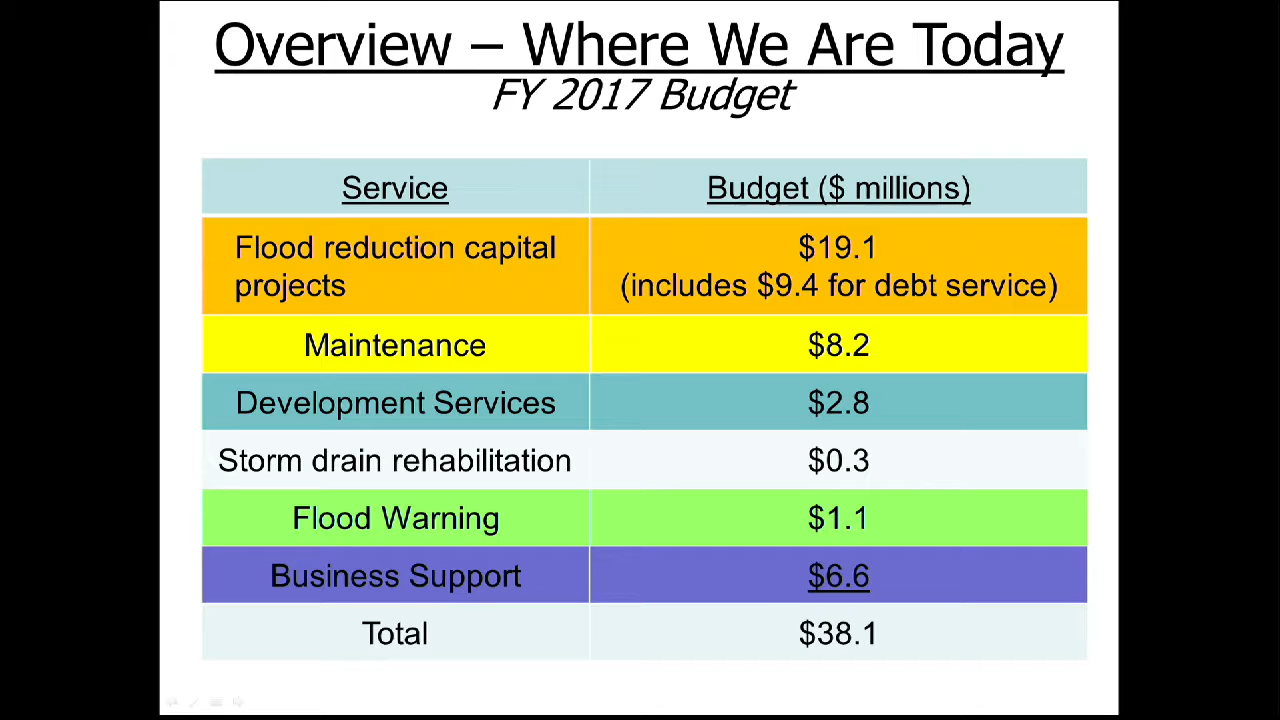 Overview – Where We Are Today
FY 2017 Budget
Service Budget ($ millions)
Flood reduction capital
projects
$19.1
(includes $9.4 for debt service)
Maintenance $8.2
Development Services $2.8
Storm drain rehabilitation $0.3
Flood Warning $1.1
Business Support $6.6
Total $38.1